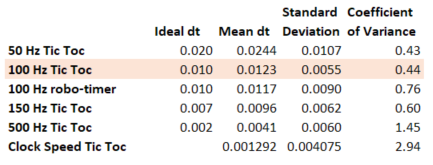 Standard Coefficient
Ideal dt Mean dt Deviation of Variance
50 Hz Tic Toc 0.020 0.0244 0.0107 0.43
100 Hz Tic Toc 0.010 0.0123 0.0055 0.44
100 Hz robo-timer 0.010 0.0117 0.0090 0.76
150 Hz Tic Toc 0.007 0.0096 0.0062 0.60
500 Hz Tic Toc 0.002 0.0041 0.0060 1.45
Clock Speed Tic Toc 0.001292 0.004075 2.94